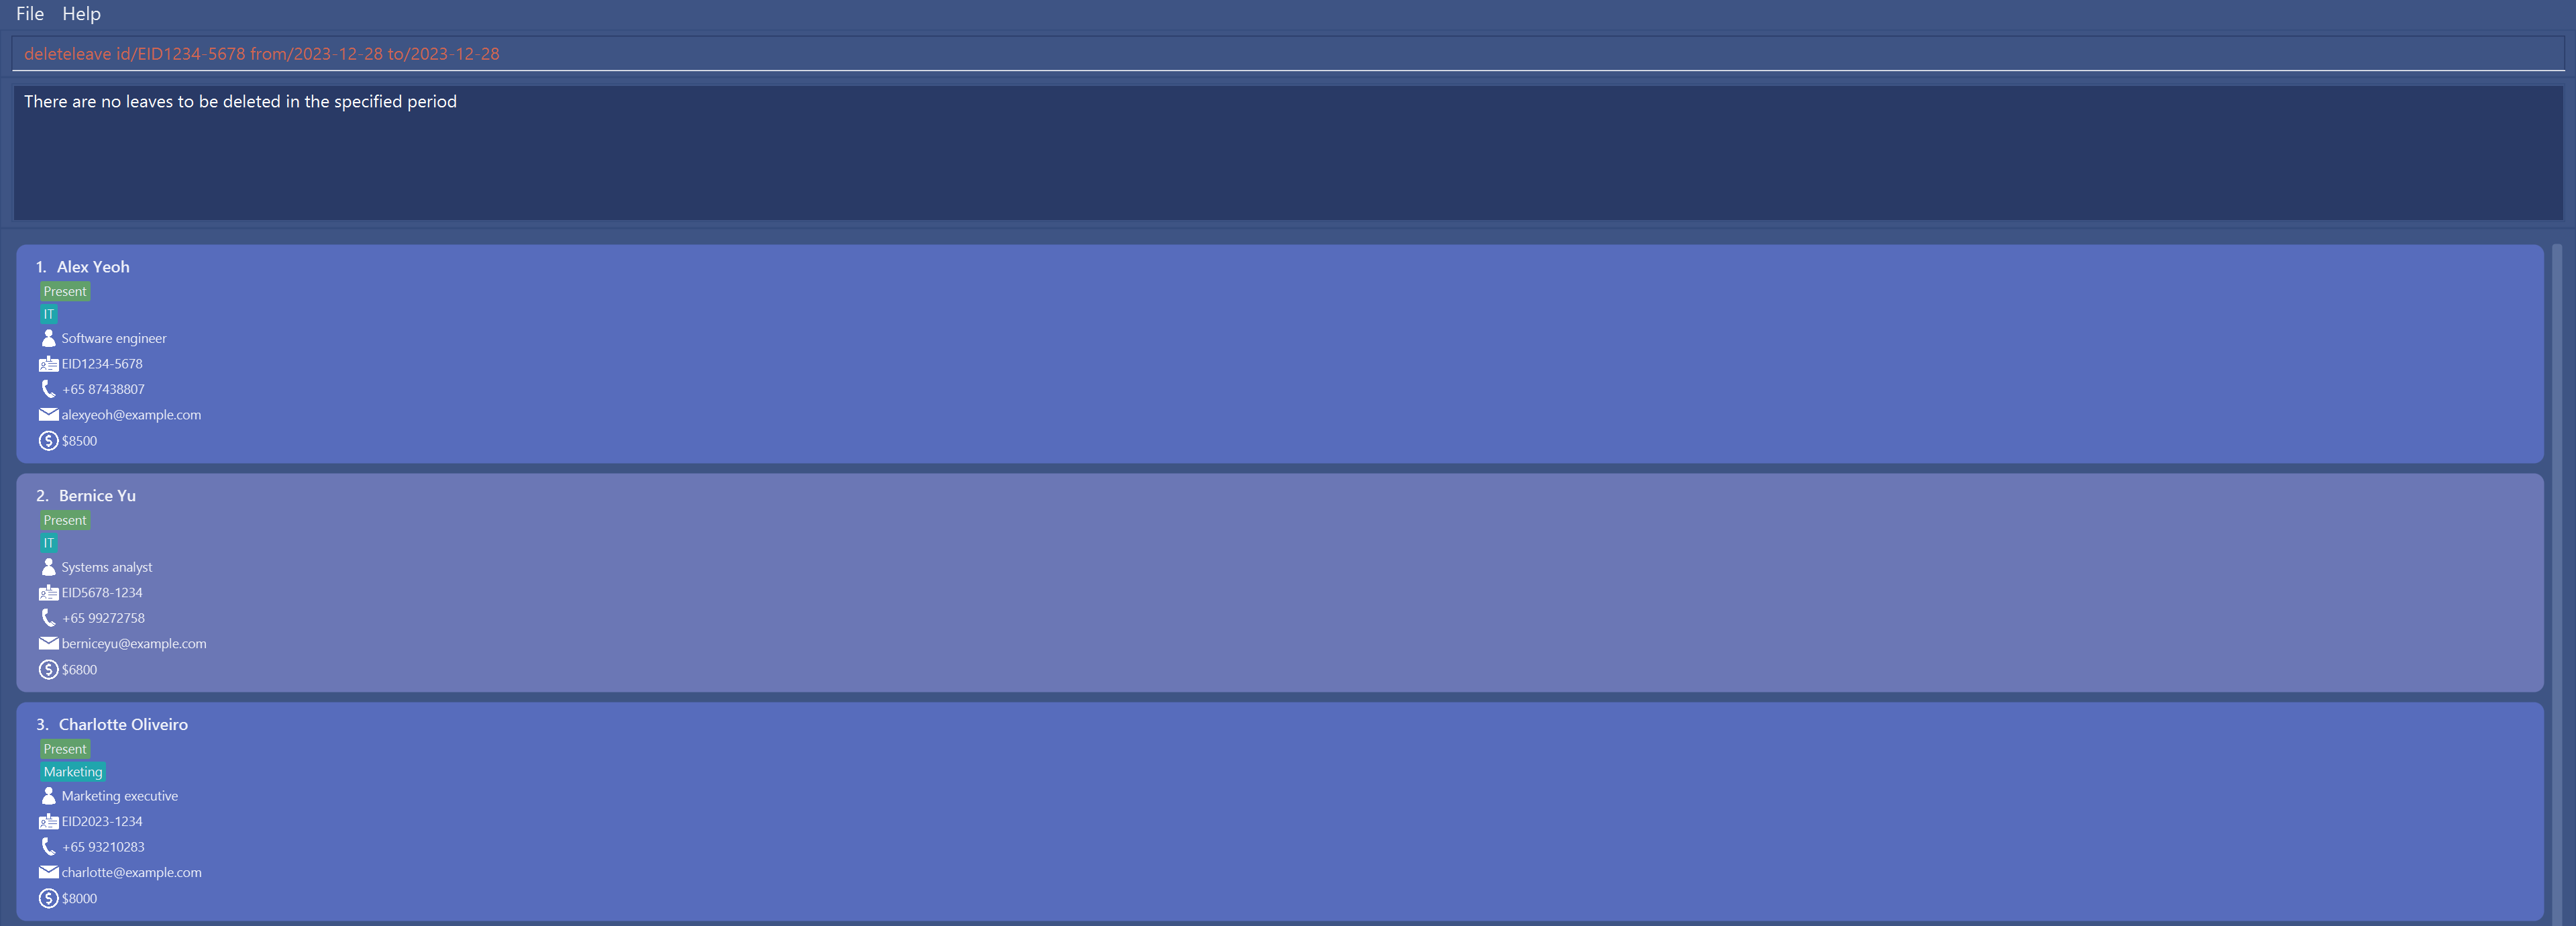 File Help
deleteleave id/EID1234-5678 from/2023-12-28 to/2023-12-28
There are no leaves to be deleted in the specified period
1. Alex Yeoh
Present
IT
Software engineer
EID1234-5678
+65 87438807
alexyeoh@example.com
$8500
2. Bernice Yu
Present
IT
Systems analyst
EID5678-1234
+65 99272758
berniceyu@example.com
$6800
3. Charlotte Oliveiro
Present
Marketing
Marketing executive
EID2023-1234
+65 93210283
charlotte@example.com
$8000